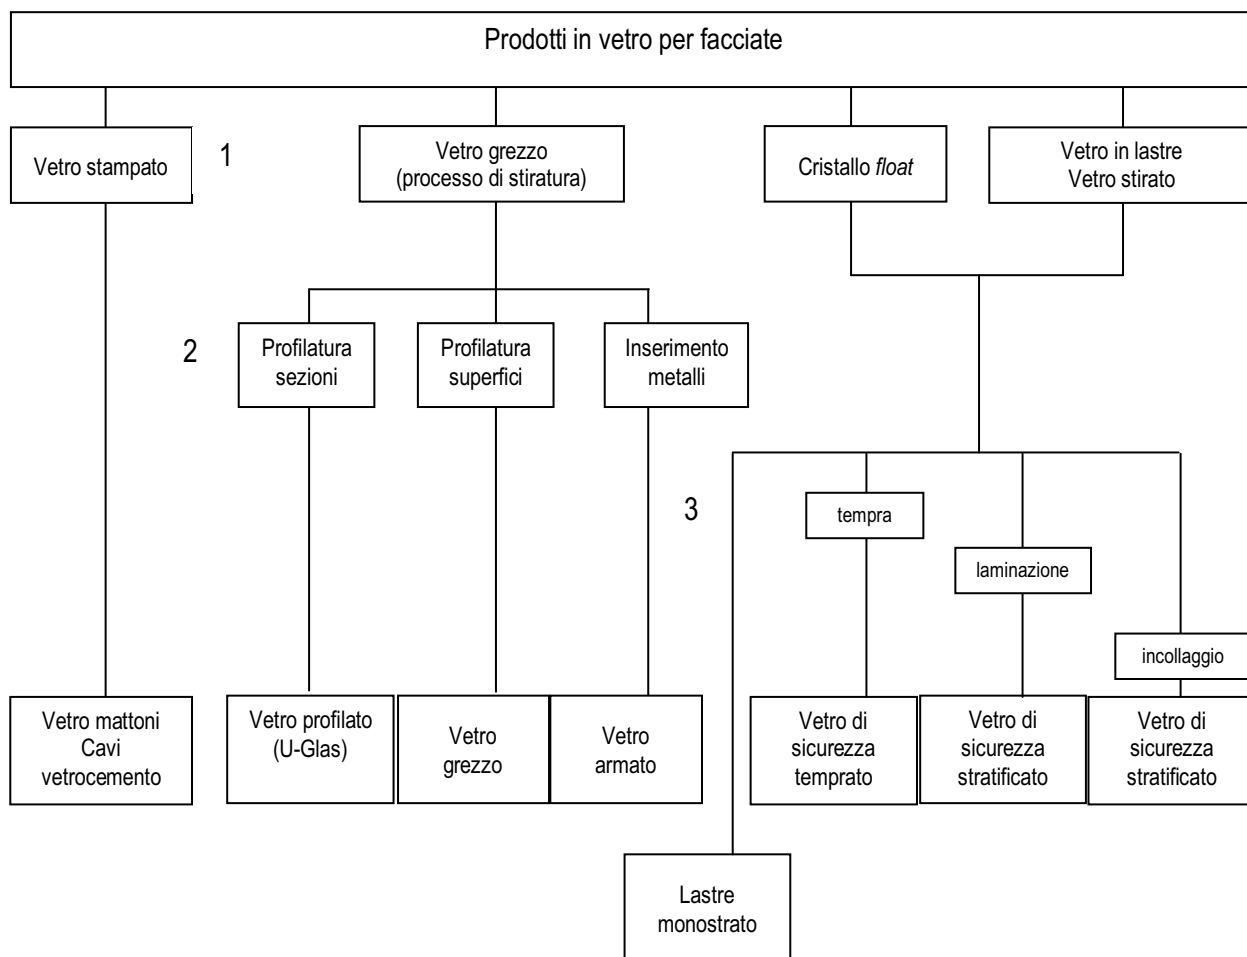 Prodotti in vetro per facciate
Vetro stampato
1
Vetro grezzo
(processo di stiratura)
Cristallo float
Vetro in lastre
Vetro stirato
2
Profilatura
sezioni
Profilatura
superfici
Inserimento
metalli
3
tempra
laminazione
incollaggio
Vetro mattoni
Cavi
vetrocemento
Vetro profilato
(U-Glas)
Vetro
grezzo
Vetro
armato
Vetro di
sicurezza
temprato
Vetro di
sicurezza
stratificato
Vetro di
sicurezza
stratificato
Lastre
monostrato